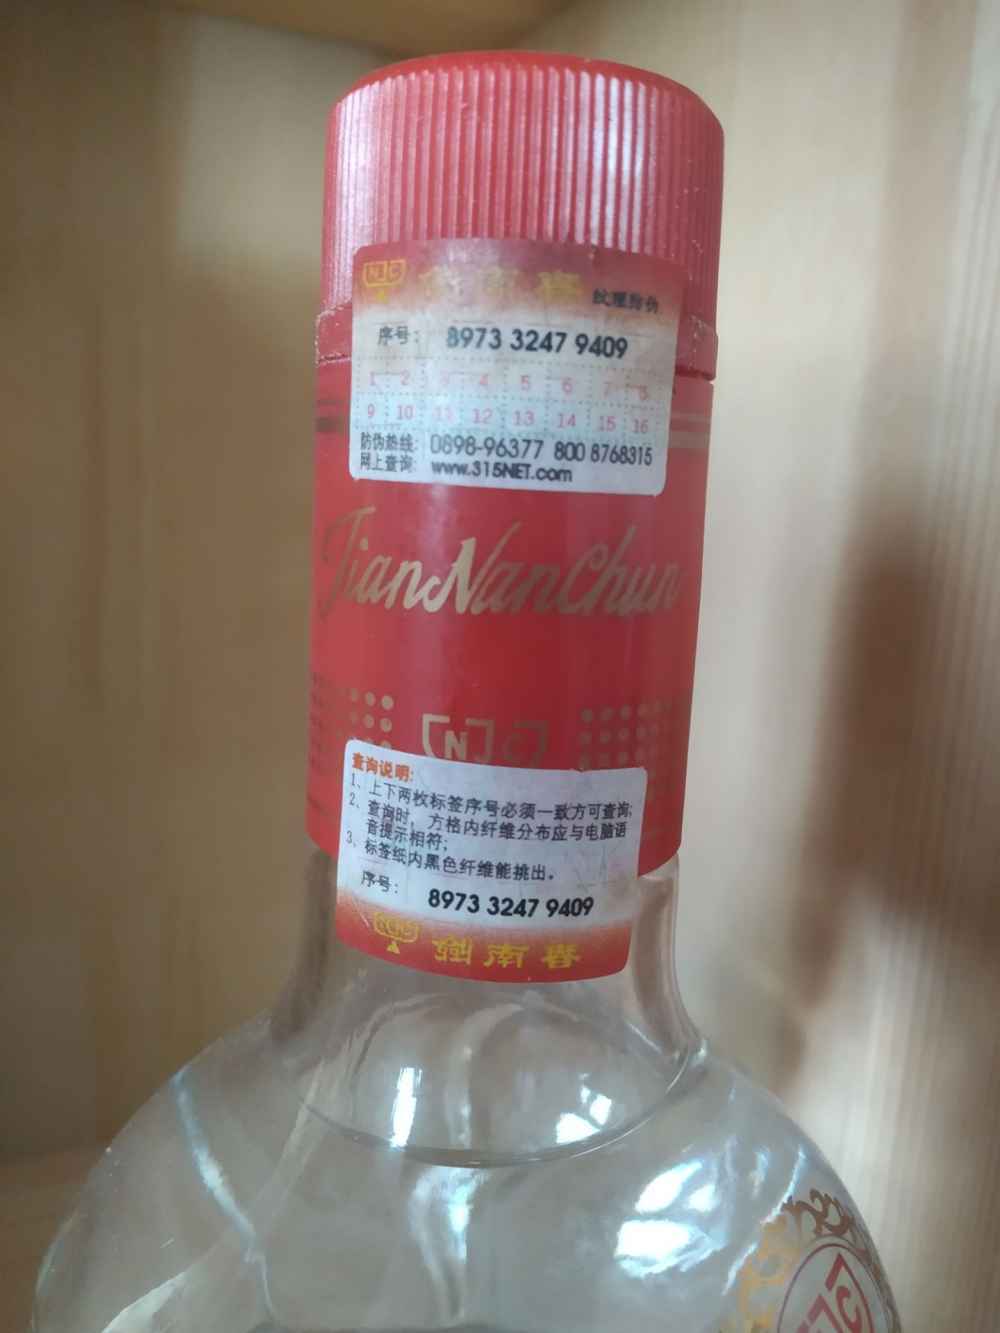 NJC 剑南春 纹理防伪
序号: 8973 3247 9409
1 2 3 4 5 6 7 8
9 10 11 12 13 14 15 16
防伪热线: 0898-96377 800 8768315
网上查询: www.315NET.com
JianNanChun
NJC
查询说明:
1、上下两枚标签序号必须一致方可查询;
2、查询时,方格内纤维分布应与电脑语
音提示相符;
3、标签纸内黑色纤维能挑出。
序号: 8973 3247 9409
NJC
剑南春